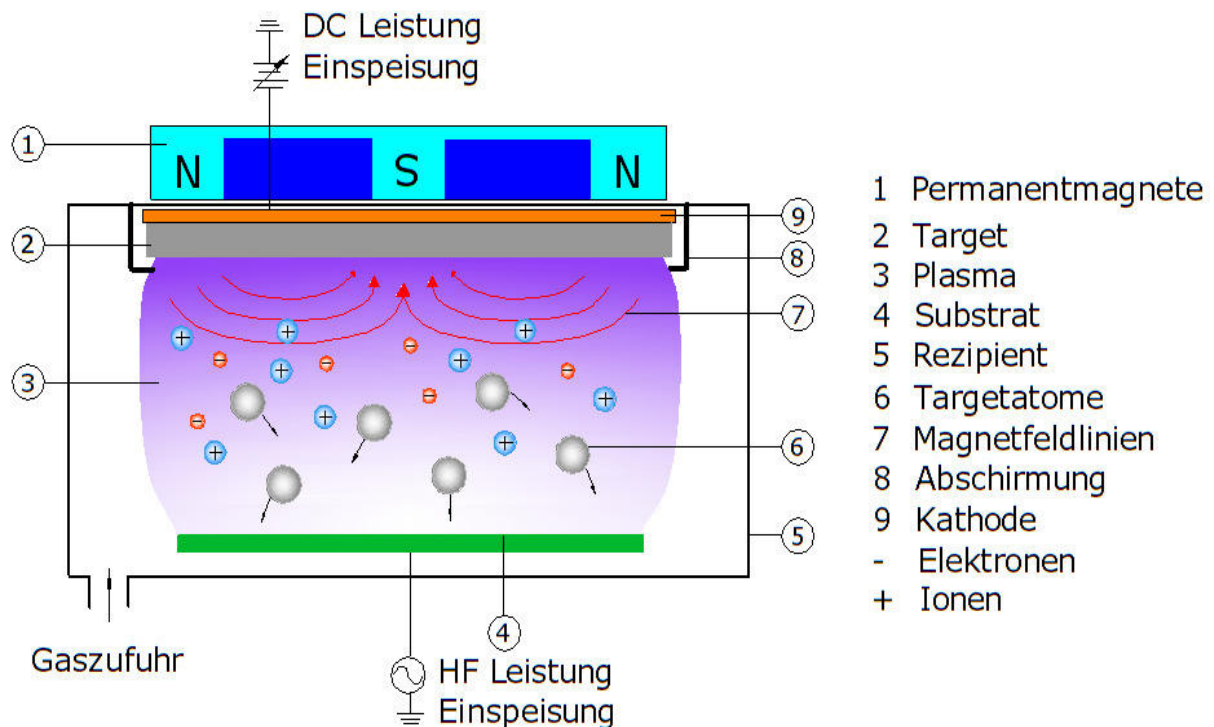 DC Leistung
Einspeisung
1
N S N
9
2
8
3
7
6
5
4
Gaszufuhr
HF Leistung
Einspeisung
1 Permanentmagnete
2 Target
3 Plasma
4 Substrat
5 Rezipient
6 Targetatome
7 Magnetfeldlinien
8 Abschirmung
9 Kathode
- Elektronen
+ Ionen